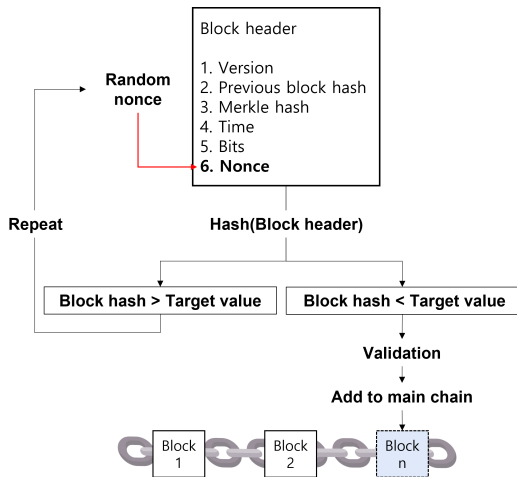 Block header
1. Version
2. Previous block hash
3. Merkle hash
4. Time
5. Bits
6. Nonce
Random
nonce
Repeat
Hash(Block header)
Block hash > Target value
Block hash < Target value
Validation
Add to main chain
Block
1
Block
2
Block
n